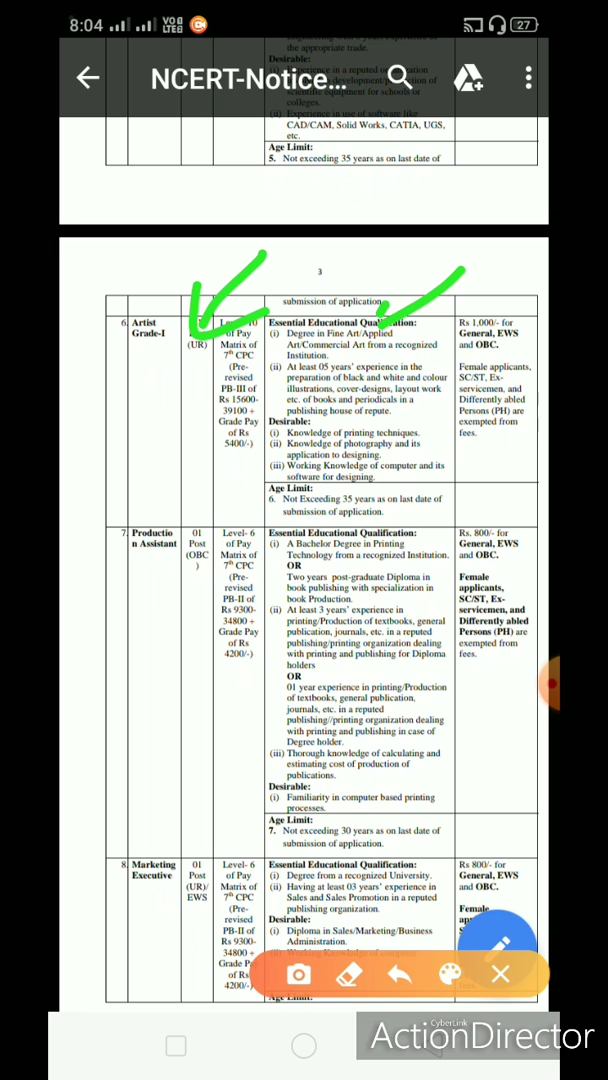 8:04 VO LTE 27
the appropriate trade.
NCERT-Notice...
Desirable:
colleges.
CAD/CAM, Solid Works, CATIA, UGS,
etc.
Age Limit:
5. Not exceeding 35 years as on last date of
3
submission of application
6. Artist
Grade-I
(UR)
of Pay
Matrix of
7th CPC
(Pre-
revised
PB-III of
Rs 15600-
39100 +
Grade Pay
of Rs
5400/-)
Essential Educational Qualification:
(i) Degree in Fine Art/Applied
Art/Commercial Art from a recognized
Institution.
(ii) At least 05 years' experience in the
preparation of black and white and colour
illustrations, cover-designs, layout work
etc. of books and periodicals in a
publishing house of repute.
Desirable:
(i) Knowledge of printing techniques.
(ii) Knowledge of photography and its
application to designing.
(iii) Working Knowledge of computer and its
software for designing.
Age Limit:
6. Not Exceeding 35 years as on last date of
submission of application.
Rs 1,000/- for
General, EWS
and OBC.
Female applicants,
SC/ST, Ex-
servicemen, and
Differently abled
Persons (PH) are
exempted from
fees.
7. Productio
n Assistant
01
Post
(OBC
)
Level- 6
of Pay
Matrix of
7th CPC
(Pre-
revised
PB-II of
Rs 9300-
34800 +
Grade Pay
of Rs
4200/-)
Essential Educational Qualification:
(i) A Bachelor Degree in Printing
Technology from a recognized Institution.
OR
Two years post-graduate Diploma in
book publishing with specialization in
book Production.
(ii) At least 3 years' experience in
printing/Production of textbooks, general
publication, journals, etc. in a reputed
publishing/printing organization dealing
with printing and publishing for Diploma
holders
OR
01 year experience in printing/Production
of textbooks, general publication,
journals, etc. in a reputed
publishing//printing organization dealing
with printing and publishing in case of
Degree holder.
(iii) Thorough knowledge of calculating and
estimating cost of production of
publications.
Desirable:
(i) Familiarity in computer based printing
processes.
Age Limit:
7. Not exceeding 30 years as on last date of
submission of application.
Rs. 800/- for
General, EWS
and OBC.
Female
applicants,
SC/ST, Ex-
servicemen, and
Differently abled
Persons (PH) are
exempted from
fees.
8. Marketing
Executive
01
Post
(UR)/
EWS
Level- 6
of Pay
Matrix of
7th CPC
(Pre-
revised
PB-II of
Rs 9300-
34800 +
Grade
of Rs
4200/-)
Essential Educational Qualification:
(i) Degree from a recognized University.
(ii) Having at least 03 years' experience in
Sales and Sales Promotion in a reputed
publishing organization.
Desirable:
(i) Diploma in Sales/Marketing/Business
Administration.
Age Limit:
Rs 800/- for
General, EWS
and OBC.
Female
CyberLink
ActionDirector